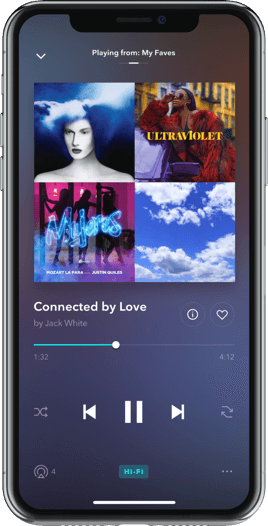 Playing from: My Faves
ULTRAVIOLET
Mujeres
MOZART LA PARA JUSTIN QUILES
Connected by Love
by Jack White
1:32
4:12
4
HI-FI